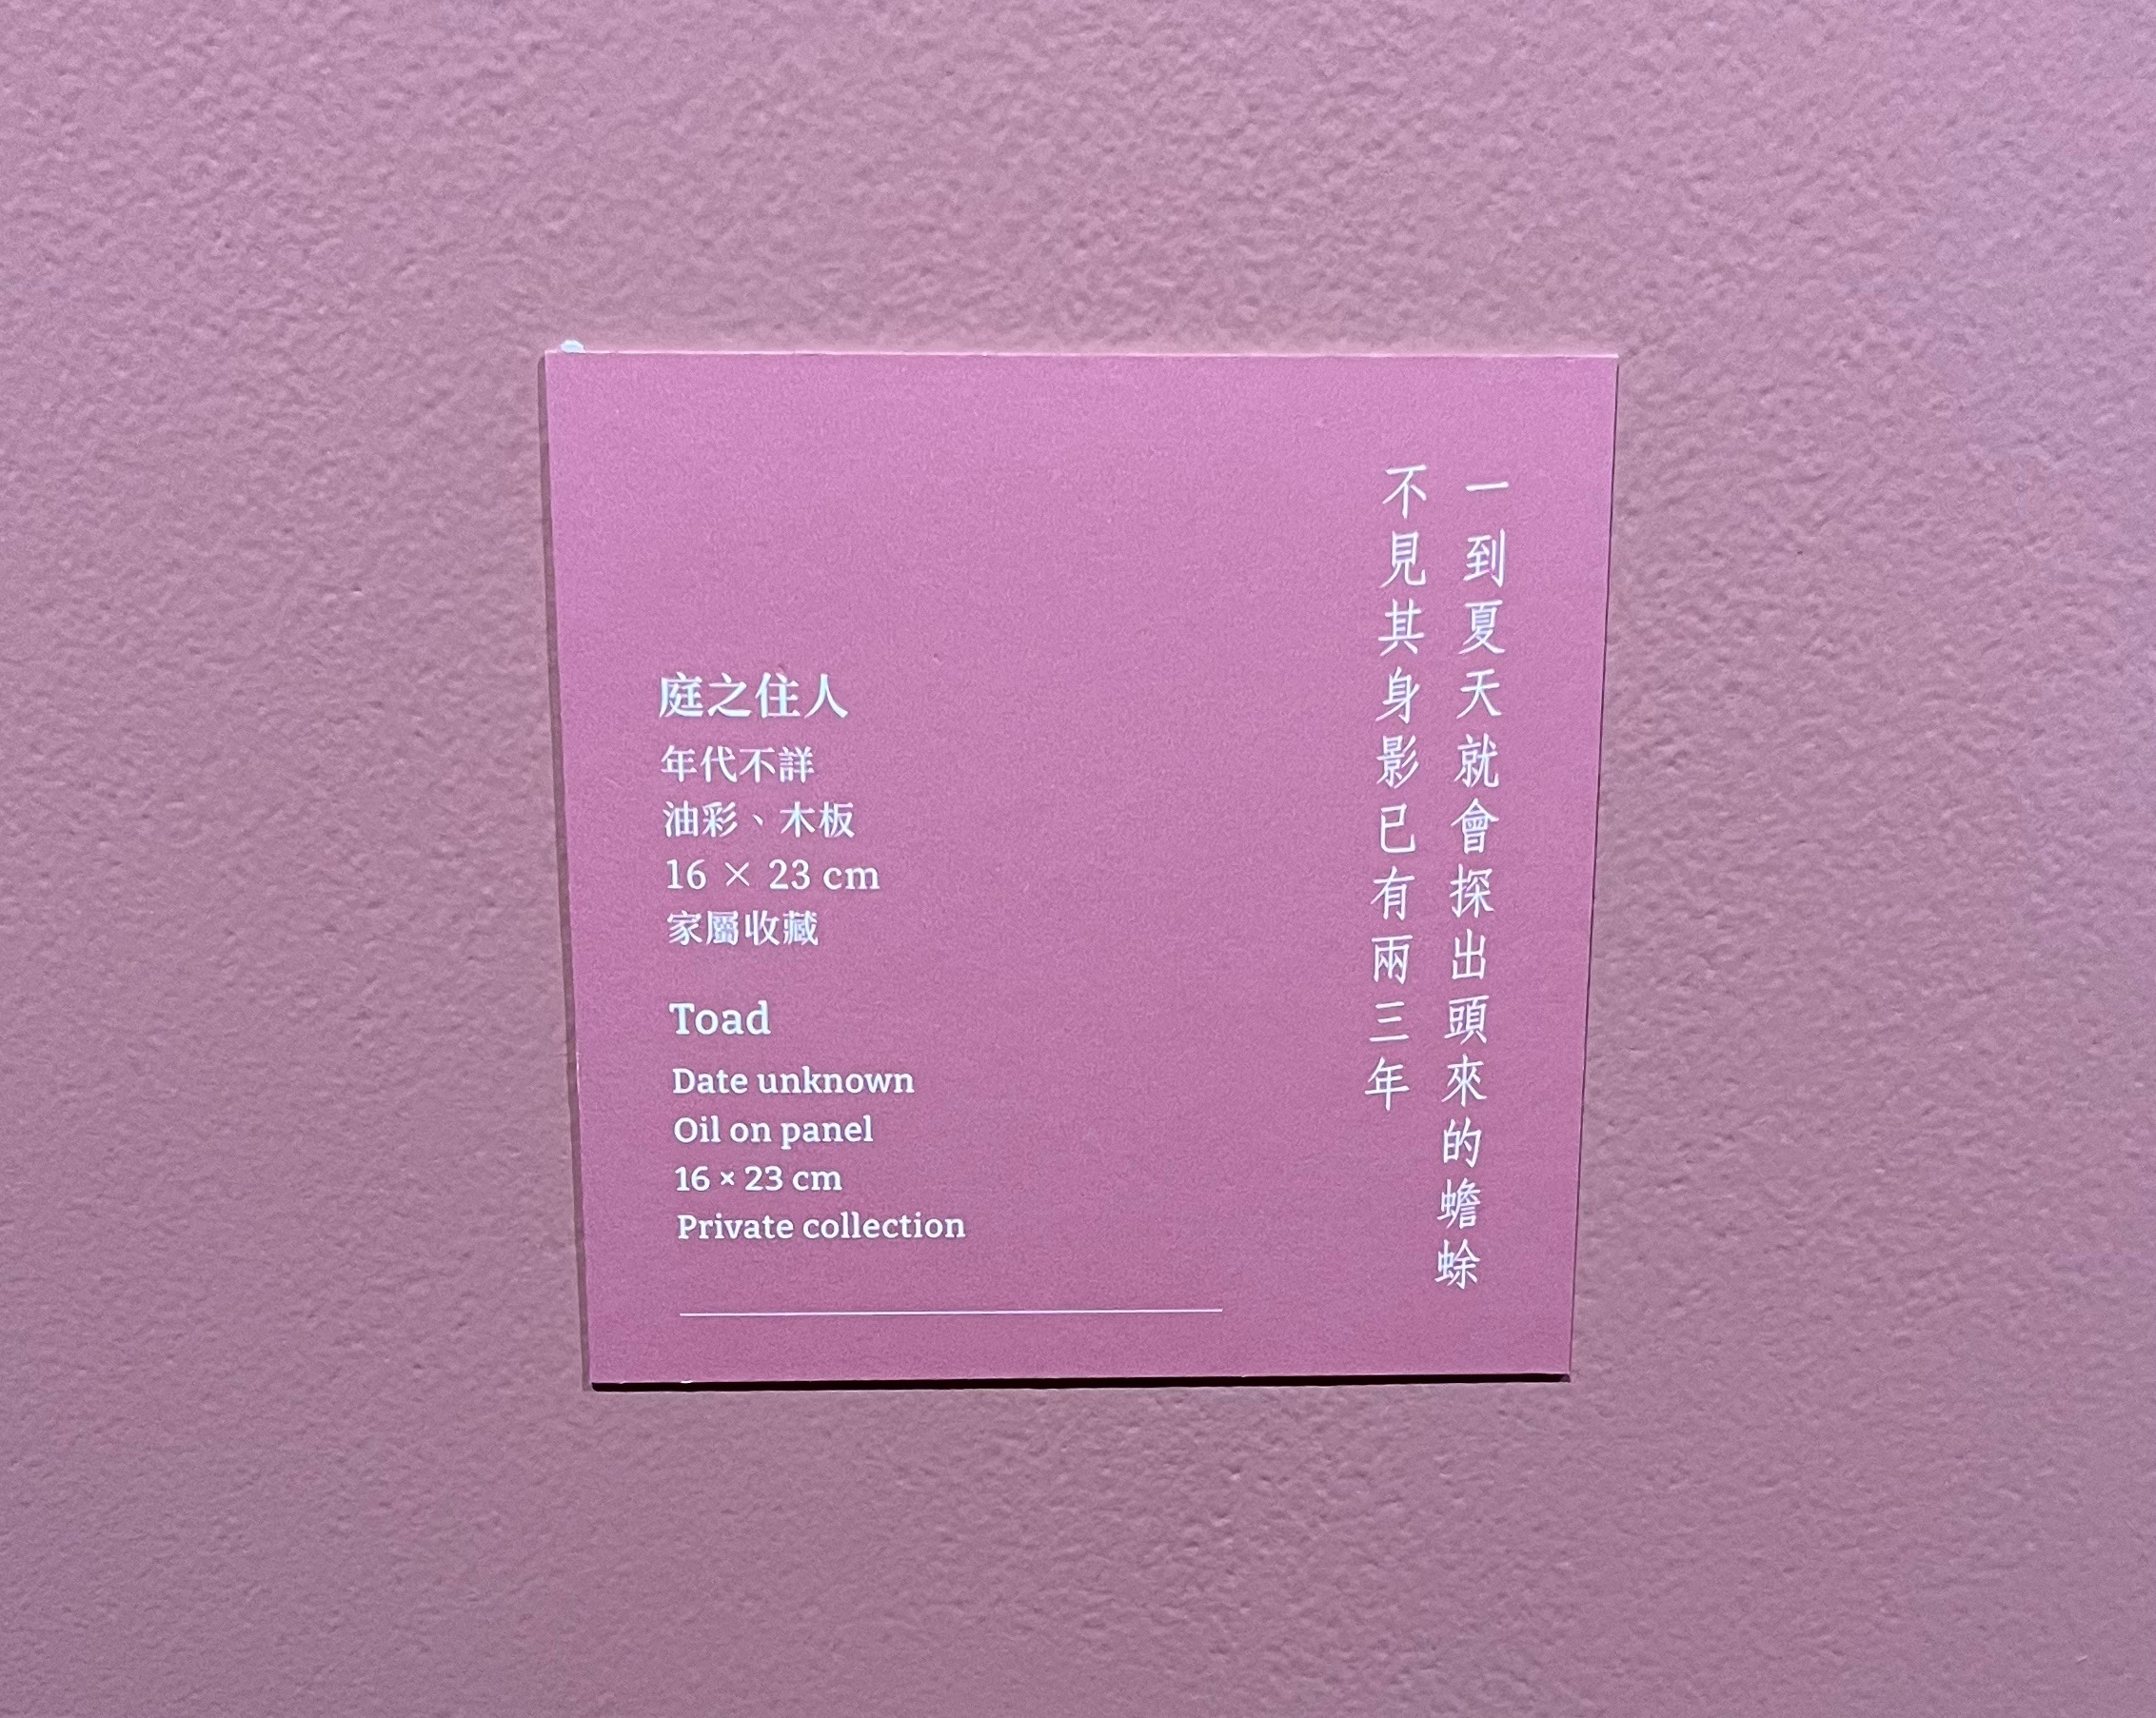 一到夏天就會探出頭來的蟾蜍
不見其身影已有兩三年
庭之住人
年代不詳
油彩、木板
16 × 23 cm
家屬收藏
Toad
Date unknown
Oil on panel
16 × 23 cm
Private collection